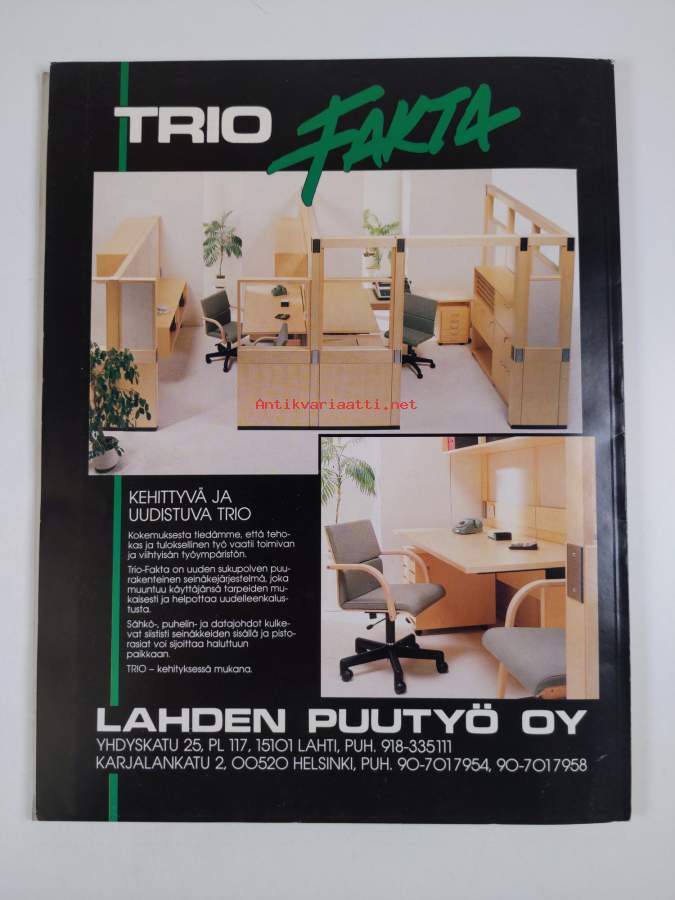 TRIO FAKTA
Antikvariaatti.net
KEHITTYVÄ JA
UUDISTUVA TRIO
Kokemuksesta tiedämme, että teho-
kas ja tuloksellinen työ vaatii toimivan
ja viihtyisän työympäristön.
Trio-Fakta on uuden sukupolven puu-
rakenteinen seinäkejärjestelmä, joka
muuntuu käyttäjänsä tarpeiden mu-
kaisesti ja helpottaa uudelleenkalus-
tusta.
Sähkö-, puhelin- ja datajohdot kulke-
vat siististi seinäkkeiden sisällä ja pisto-
rasiat voi sijoittaa haluttuun
paikkaan.
TRIO – kehityksessä mukana.
LAHDEN PUUTYÖ OY
YHDYSKATU 25, PL 117, 15101 LAHTI, PUH. 918-335111
KARJALANKATU 2, 00520 HELSINKI, PUH. 90-7017954, 90-7017958